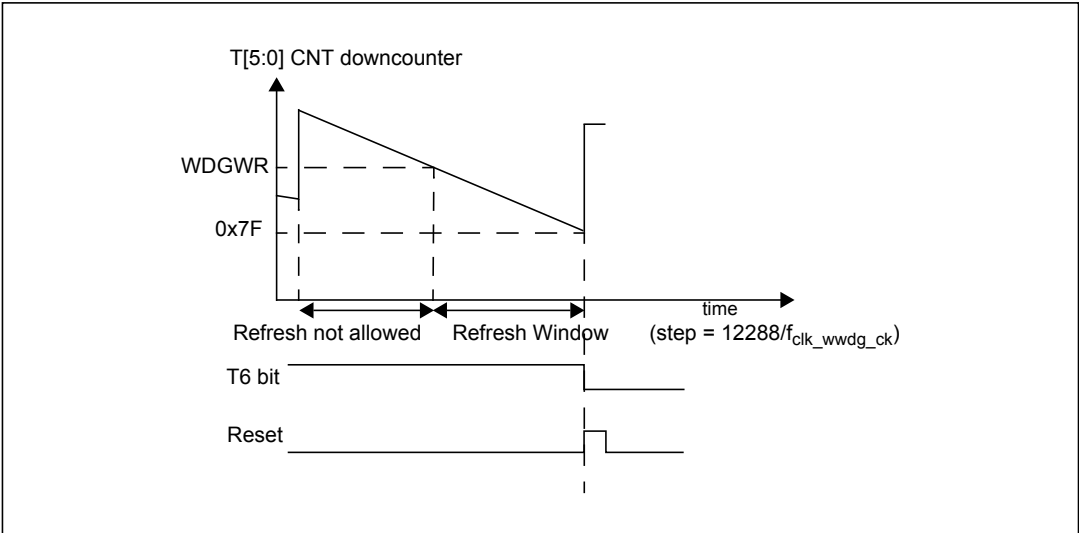 T[5:0] CNT downcounter
WDGWR
0x7F
time
Refresh not allowed
Refresh Window
(step = 12288/fclk_wwdg_ck)
T6 bit
Reset